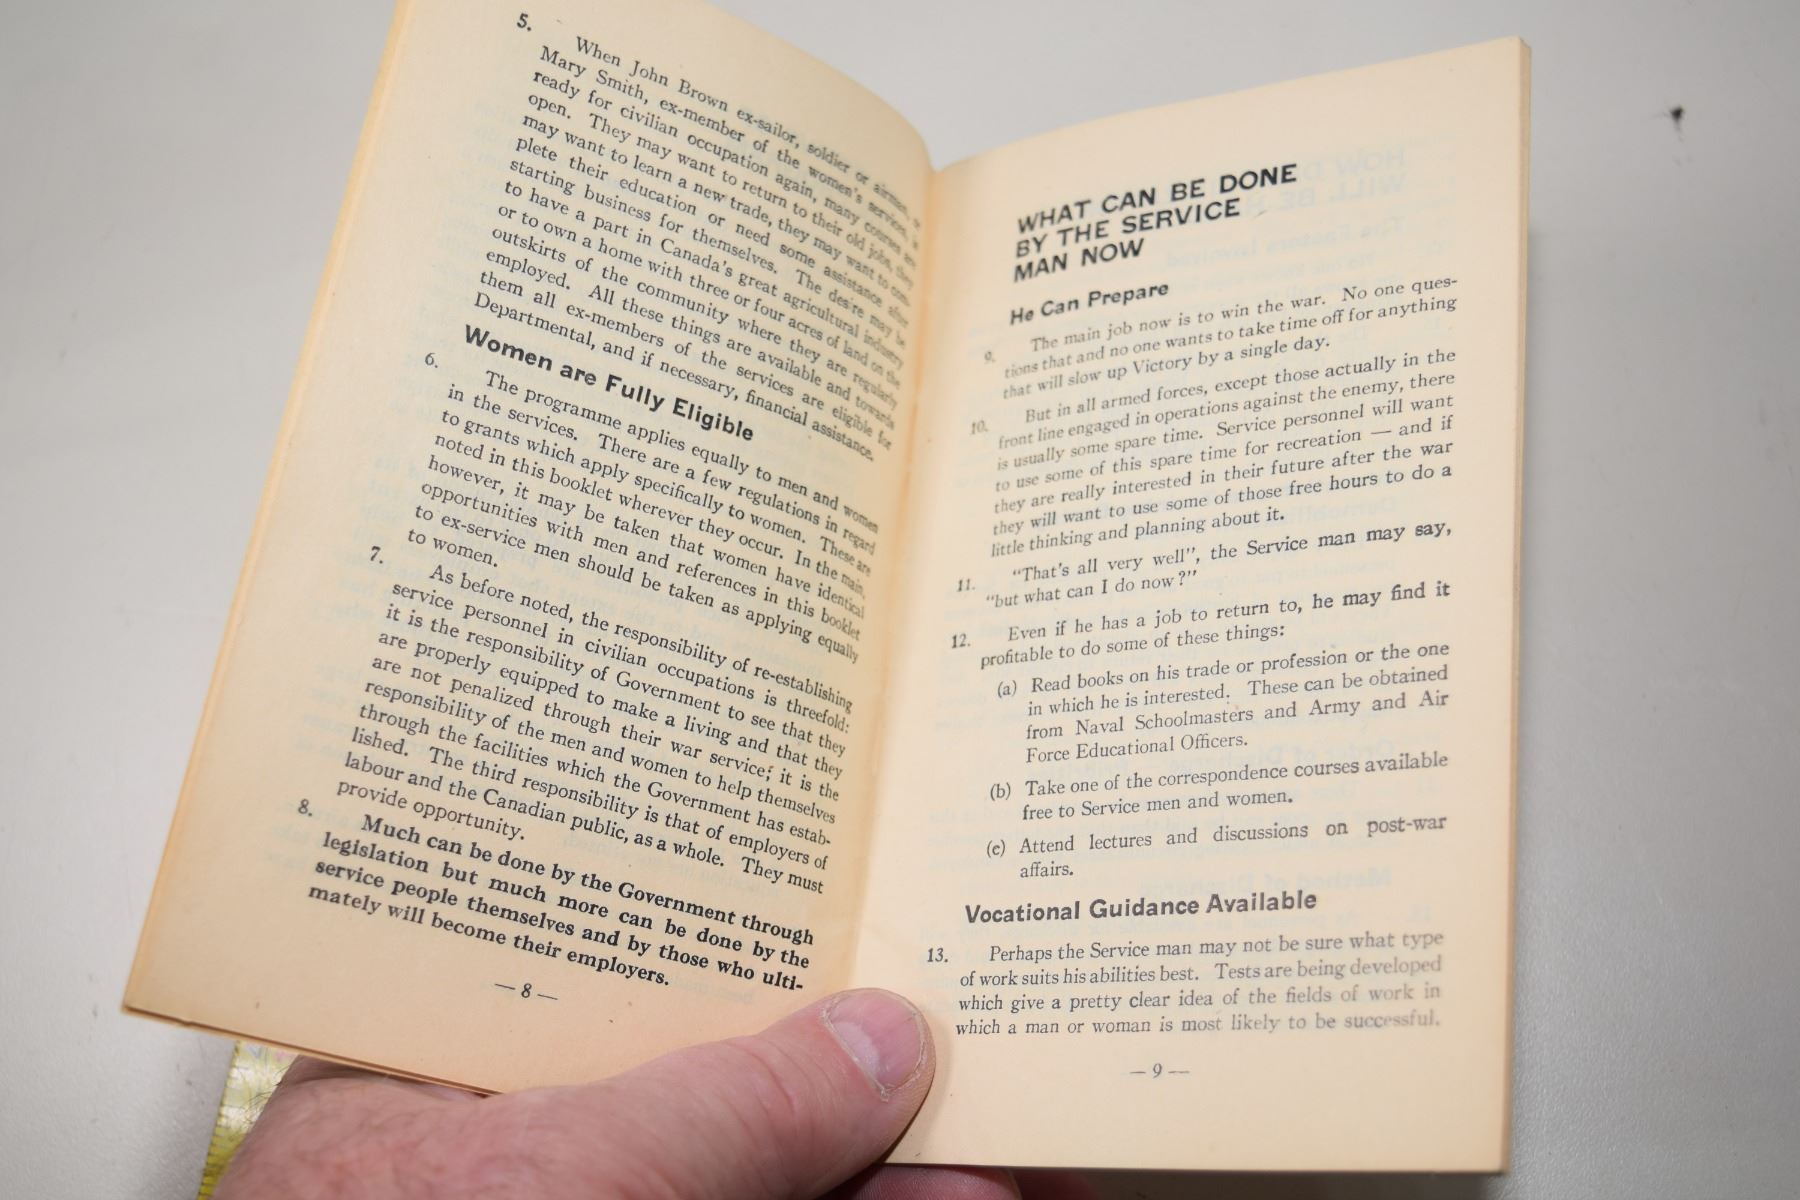 5. When John Brown ex-sailor, soldier or airman, or
Mary Smith, ex-member of the women's services, is
ready for civilian occupation again, many courses are
open. They may want to return to their old jobs, they
may want to learn a new trade, they may want to com-
plete their education or need some assistance after
starting business for themselves. The desire may be
to have a part in Canada's great agricultural industry
or to own a home with three or four acres of land on the
outskirts of the community where they are regularly
employed. All these things are available and towards
them all ex-members of the services are eligible for
Departmental, and if necessary, financial assistance.
Women are Fully Eligible
6. The programme applies equally to men and women
in the services. There are a few regulations in regard
to grants which apply specifically to women. These are
noted in this booklet wherever they occur. In the main,
however, it may be taken that women have identical
opportunities with men and references in this booklet
to ex-service men should be taken as applying equally
to women.
7. As before noted, the responsibility of re-establishing
service personnel in civilian occupations is threefold:
it is the responsibility of Government to see that they
are properly equipped to make a living and that they
are not penalized through their war service; it is the
responsibility of the men and women to help themselves
through the facilities which the Government has estab-
lished. The third responsibility is that of employers of
labour and the Canadian public, as a whole. They must
provide opportunity.
8. Much can be done by the Government through
legislation but much more can be done by the
service people themselves and by those who ulti-
mately will become their employers.
— 8 —
WHAT CAN BE DONE
BY THE SERVICE
MAN NOW
He Can Prepare
9. The main job now is to win the war. No one ques-
tions that and no one wants to take time off for anything
that will slow up Victory by a single day.
10. But in all armed forces, except those actually in the
front line engaged in operations against the enemy, there
is usually some spare time. Service personnel will want
to use some of this spare time for recreation — and if
they are really interested in their future after the war
they will want to use some of those free hours to do a
little thinking and planning about it.
11. "That's all very well", the Service man may say,
"but what can I do now?"
12. Even if he has a job to return to, he may find it
profitable to do some of these things:
(a) Read books on his trade or profession or the one
in which he is interested. These can be obtained
from Naval Schoolmasters and Army and Air
Force Educational Officers.
(b) Take one of the correspondence courses available
free to Service men and women.
(c) Attend lectures and discussions on post-war
affairs.
Vocational Guidance Available
13. Perhaps the Service man may not be sure what type
of work suits his abilities best. Tests are being developed
which give a pretty clear idea of the fields of work in
which a man or woman is most likely to be successful.
— 9 —